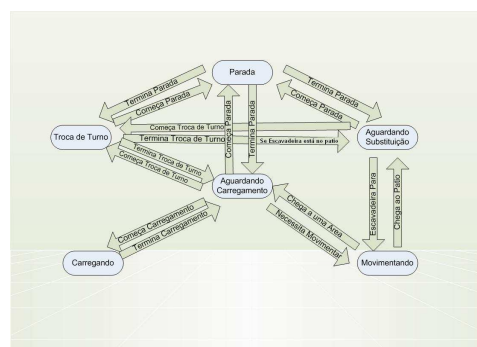 Parada
Termina Parada
Começa Parada
Termina Parada
Começa Parada
Começa Parada
Termina Parada
Troca de Turno
Começa Troca de Turno
Termina Troca de Turno
Se Escavadeira está no patio
Aguardando
Substituição
Termina Troca de Turno
Começa Troca de Turno
Aguardando
Carregamento
Escavadeira Para
Chega ao Patio
Começa Carregamento
Termina Carregamento
Chega a uma Área
Necessita Movimentar
Carregando
Movimentando